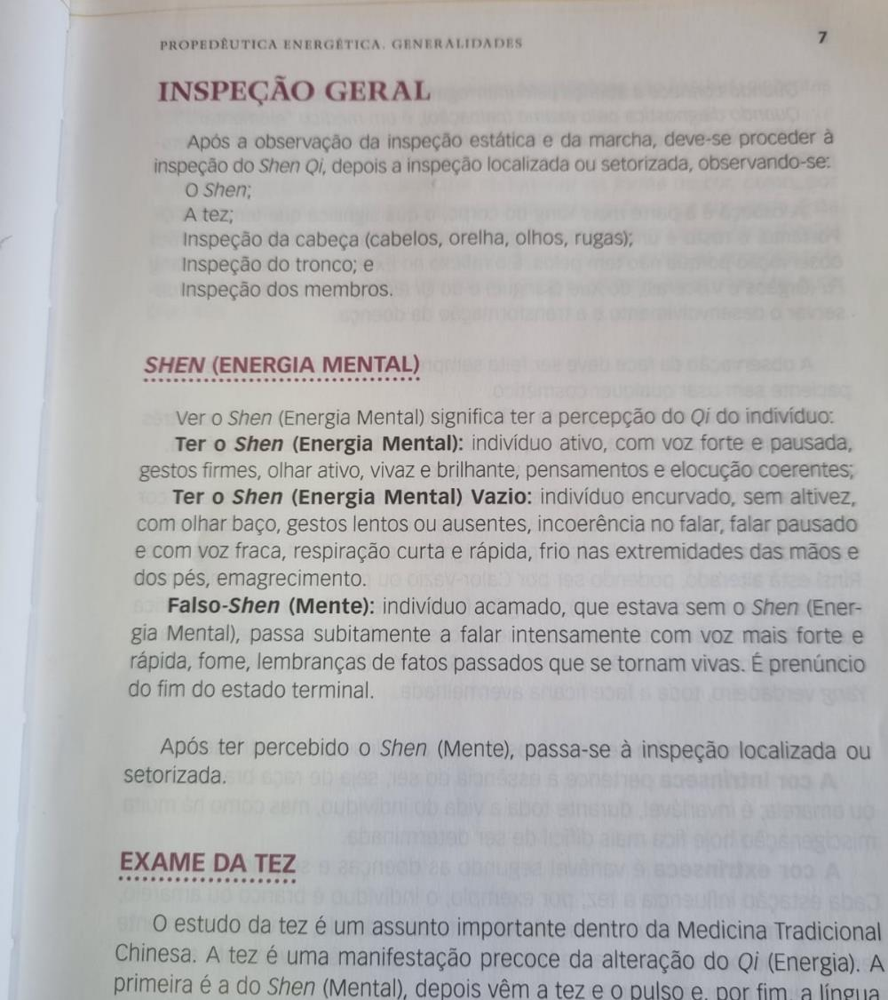 PROPEDÊUTICA ENERGÉTICA. GENERALIDADES 7
INSPEÇÃO GERAL
Após a observação da inspeção estática e da marcha, deve-se proceder à
inspeção do Shen Qi, depois a inspeção localizada ou setorizada, observando-se:
O Shen;
A tez;
Inspeção da cabeça (cabelos, orelha, olhos, rugas);
Inspeção do tronco; e
Inspeção dos membros.
SHEN (ENERGIA MENTAL)
Ver o Shen (Energia Mental) significa ter a percepção do Qi do indivíduo:
Ter o Shen (Energia Mental): indivíduo ativo, com voz forte e pausada,
gestos firmes, olhar ativo, vivaz e brilhante, pensamentos e elocução coerentes;
Ter o Shen (Energia Mental) Vazio: indivíduo encurvado, sem altivez,
com olhar baço, gestos lentos ou ausentes, incoerência no falar, falar pausado
e com voz fraca, respiração curta e rápida, frio nas extremidades das mãos e
dos pés, emagrecimento.
Falso-Shen (Mente): indivíduo acamado, que estava sem o Shen (Ener-
gia Mental), passa subitamente a falar intensamente com voz mais forte e
rápida, fome, lembranças de fatos passados que se tornam vivas. É prenúncio
do fim do estado terminal.
Após ter percebido o Shen (Mente), passa-se à inspeção localizada ou
setorizada.
EXAME DA TEZ
O estudo da tez é um assunto importante dentro da Medicina Tradicional
Chinesa. A tez é uma manifestação precoce da alteração do Qi (Energia). A
primeira é a do Shen (Mental), depois vêm a tez e o pulso e, por fim, a língua.